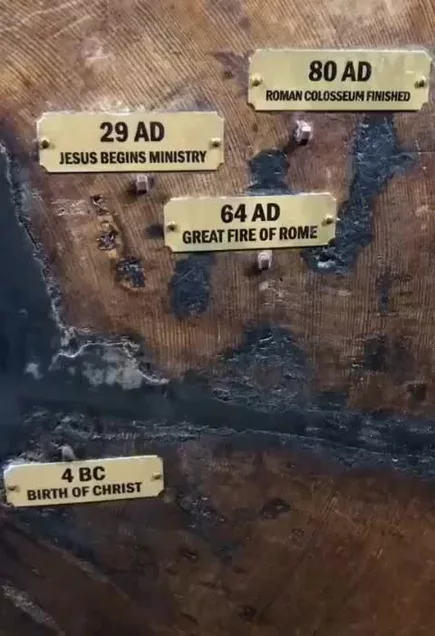 80 AD
ROMAN COLOSSEUM FINISHED
29 AD
JESUS BEGINS MINISTRY
64 AD
GREAT FIRE OF ROME
4 BC
BIRTH OF CHRIST